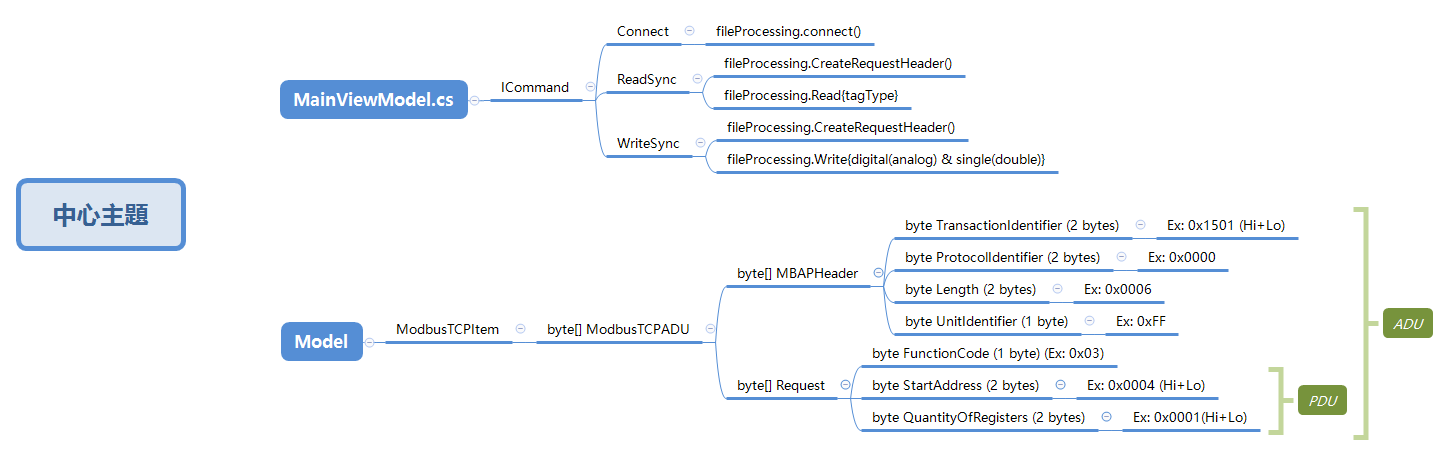 中心主題
MainViewModel.cs
ICommand
Connect
fileProcessing.connect()
ReadSync
fileProcessing.CreateRequestHeader()
fileProcessing.Read{tagType}
WriteSync
fileProcessing.CreateRequestHeader()
fileProcessing.Write{digital(analog) & single(double)}
Model
ModbusTCPItem
byte[] ModbusTCPADU
byte[] MBAPHeader
byte TransactionIdentifier (2 bytes)
Ex: 0x1501 (Hi+Lo)
byte ProtocolIdentifier (2 bytes)
Ex: 0x0000
byte Length (2 bytes)
Ex: 0x0006
byte UnitIdentifier (1 byte)
Ex: 0xFF
byte[] Request
byte FunctionCode (1 byte) (Ex: 0x03)
byte StartAddress (2 bytes)
Ex: 0x0004 (Hi+Lo)
byte QuantityOfRegisters (2 bytes)
Ex: 0x0001(Hi+Lo)
PDU
ADU